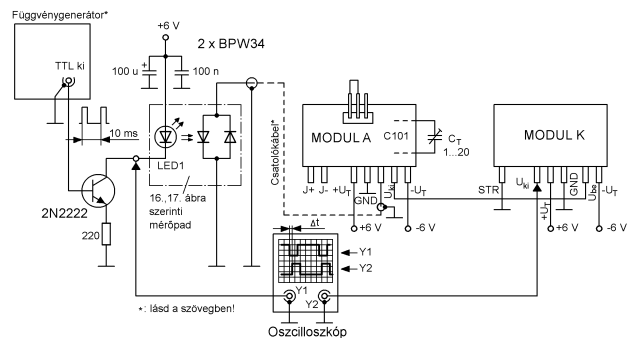 Függvénygenerátor*
TTL ki
10 ms
2N2222
220
+6 V
100 u
+
100 n
2 x BPW34
LED1
16.,17. ábra
szerinti
mérőpad
Csatolókábel*
MODUL A
C101
C_T
1...20
J+
J-
+U_T
GND
U_ki
-U_T
+6 V
-6 V
MODUL K
STR
U_ki
+U_T
GND
U_be
-U_T
+6 V
-6 V
Δt
Y1
Y2
Y1
Y2
*: lásd a szövegben!
Oszcilloszkóp